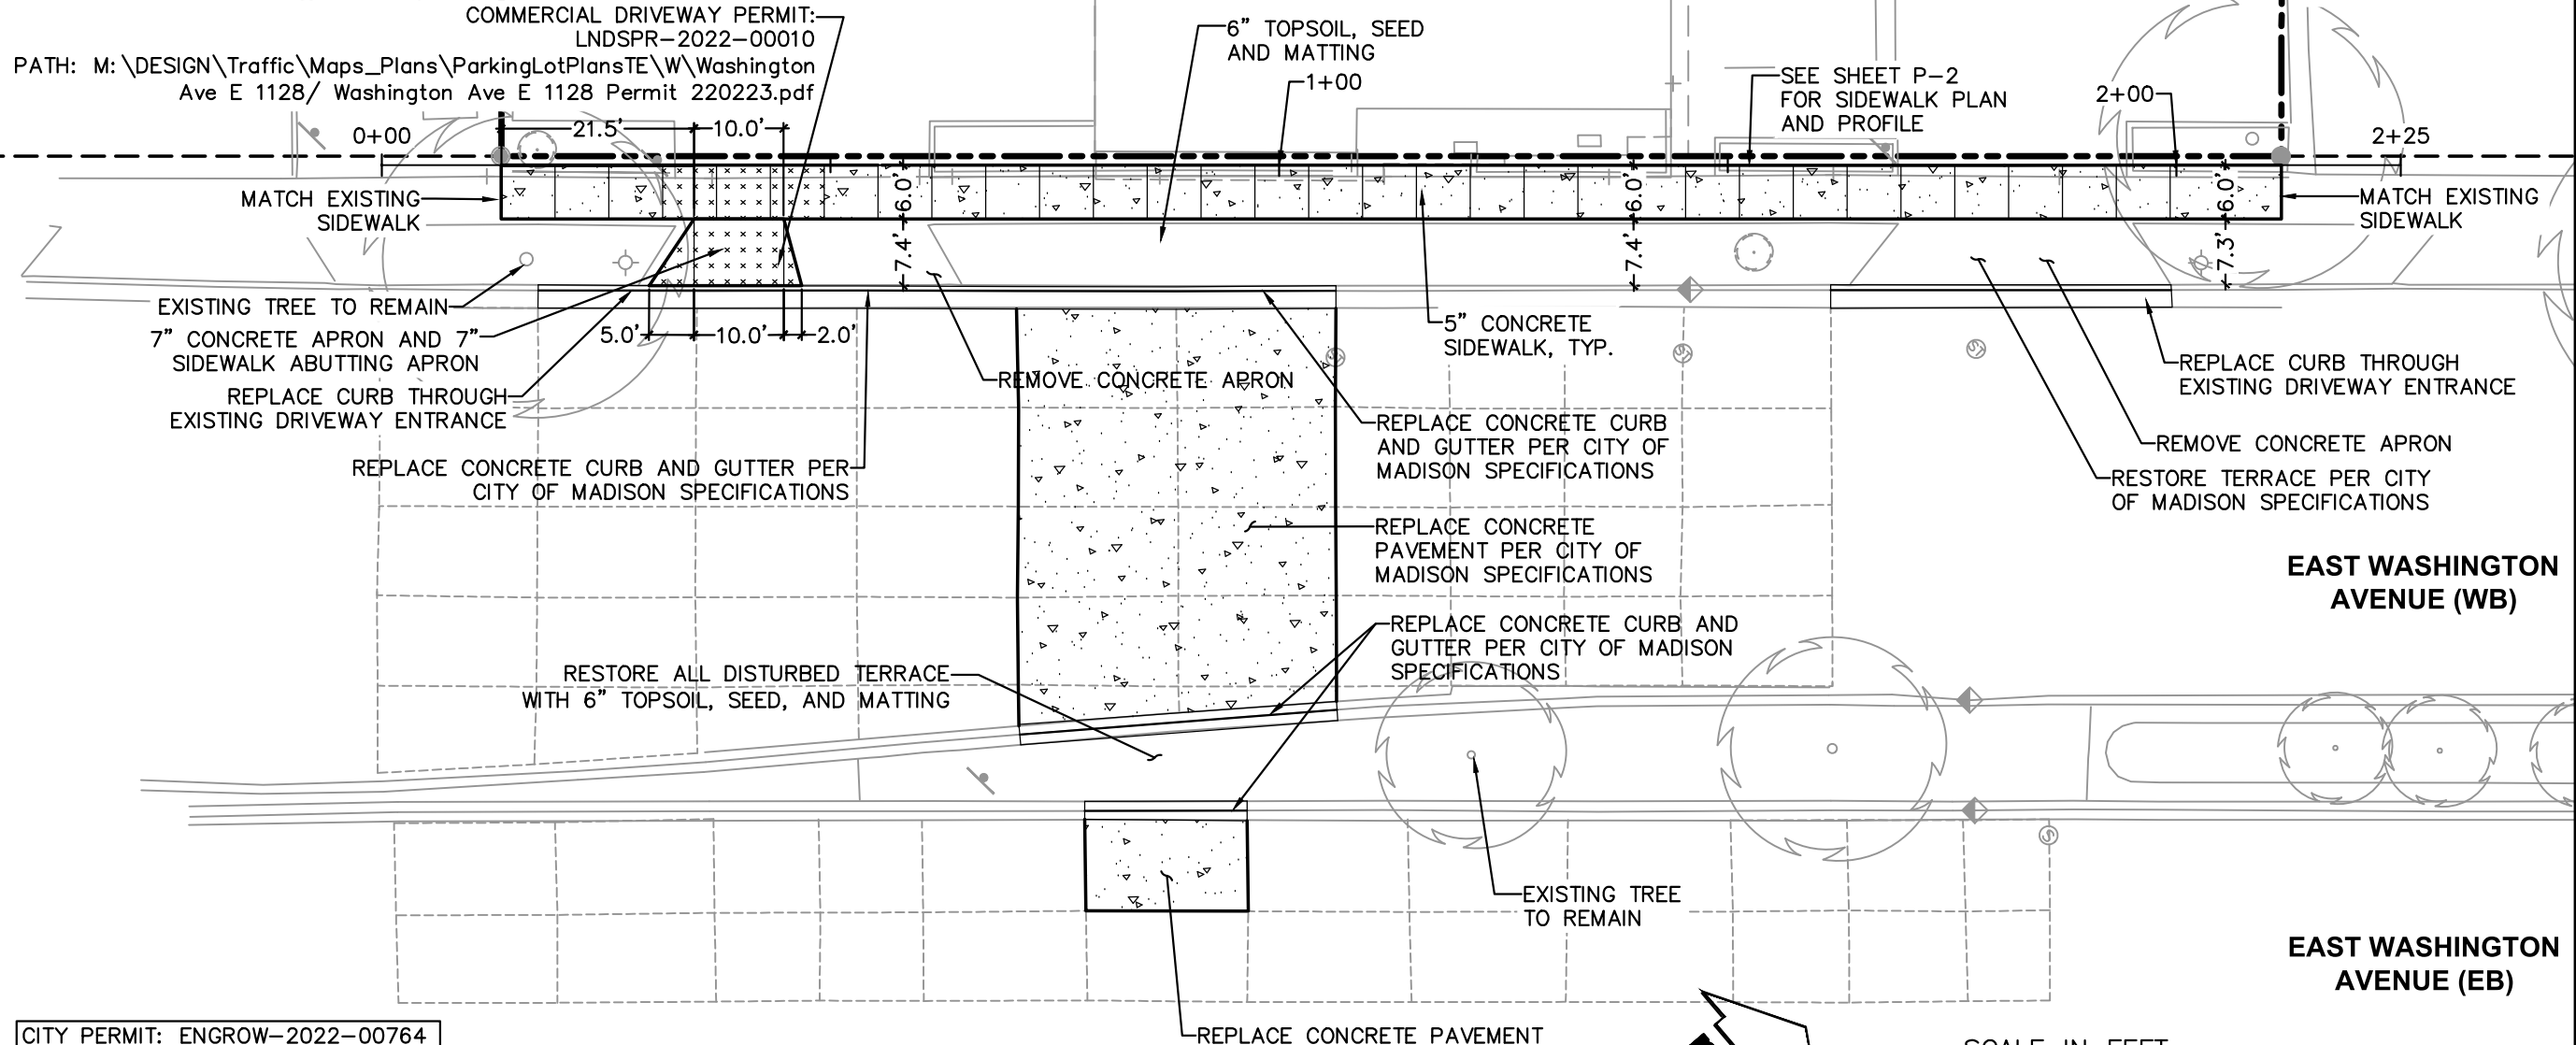 COMMERCIAL DRIVEWAY PERMIT:
LNDSPR-2022-00010
PATH: M:\DESIGN\Traffic\Maps_Plans\ParkingLotPlansTE\W\Washington
Ave E 1128/ Washington Ave E 1128 Permit 220223.pdf
6" TOPSOIL, SEED
AND MATTING
1+00
SEE SHEET P-2
FOR SIDEWALK PLAN
AND PROFILE
2+00
2+25
0+00
21.5'
10.0'
MATCH EXISTING
SIDEWALK
6.0'
6.0'
6.0'
MATCH EXISTING
SIDEWALK
7.4'
7.4'
7.3'
EXISTING TREE TO REMAIN
7" CONCRETE APRON AND 7"
SIDEWALK ABUTTING APRON
5.0'
10.0'
2.0'
REPLACE CURB THROUGH
EXISTING DRIVEWAY ENTRANCE
REMOVE CONCRETE APRON
5" CONCRETE
SIDEWALK, TYP.
ST
ST
ST
REPLACE CURB THROUGH
EXISTING DRIVEWAY ENTRANCE
REPLACE CONCRETE CURB AND GUTTER PER
CITY OF MADISON SPECIFICATIONS
REPLACE CONCRETE CURB
AND GUTTER PER CITY OF
MADISON SPECIFICATIONS
REMOVE CONCRETE APRON
RESTORE TERRACE PER CITY
OF MADISON SPECIFICATIONS
REPLACE CONCRETE
PAVEMENT PER CITY OF
MADISON SPECIFICATIONS
EAST WASHINGTON
AVENUE (WB)
REPLACE CONCRETE CURB AND
GUTTER PER CITY OF MADISON
SPECIFICATIONS
RESTORE ALL DISTURBED TERRACE
WITH 6" TOPSOIL, SEED, AND MATTING
S
EXISTING TREE
TO REMAIN
EAST WASHINGTON
AVENUE (EB)
CITY PERMIT: ENGROW-2022-00764
REPLACE CONCRETE PAVEMENT
SCALE IN FEET